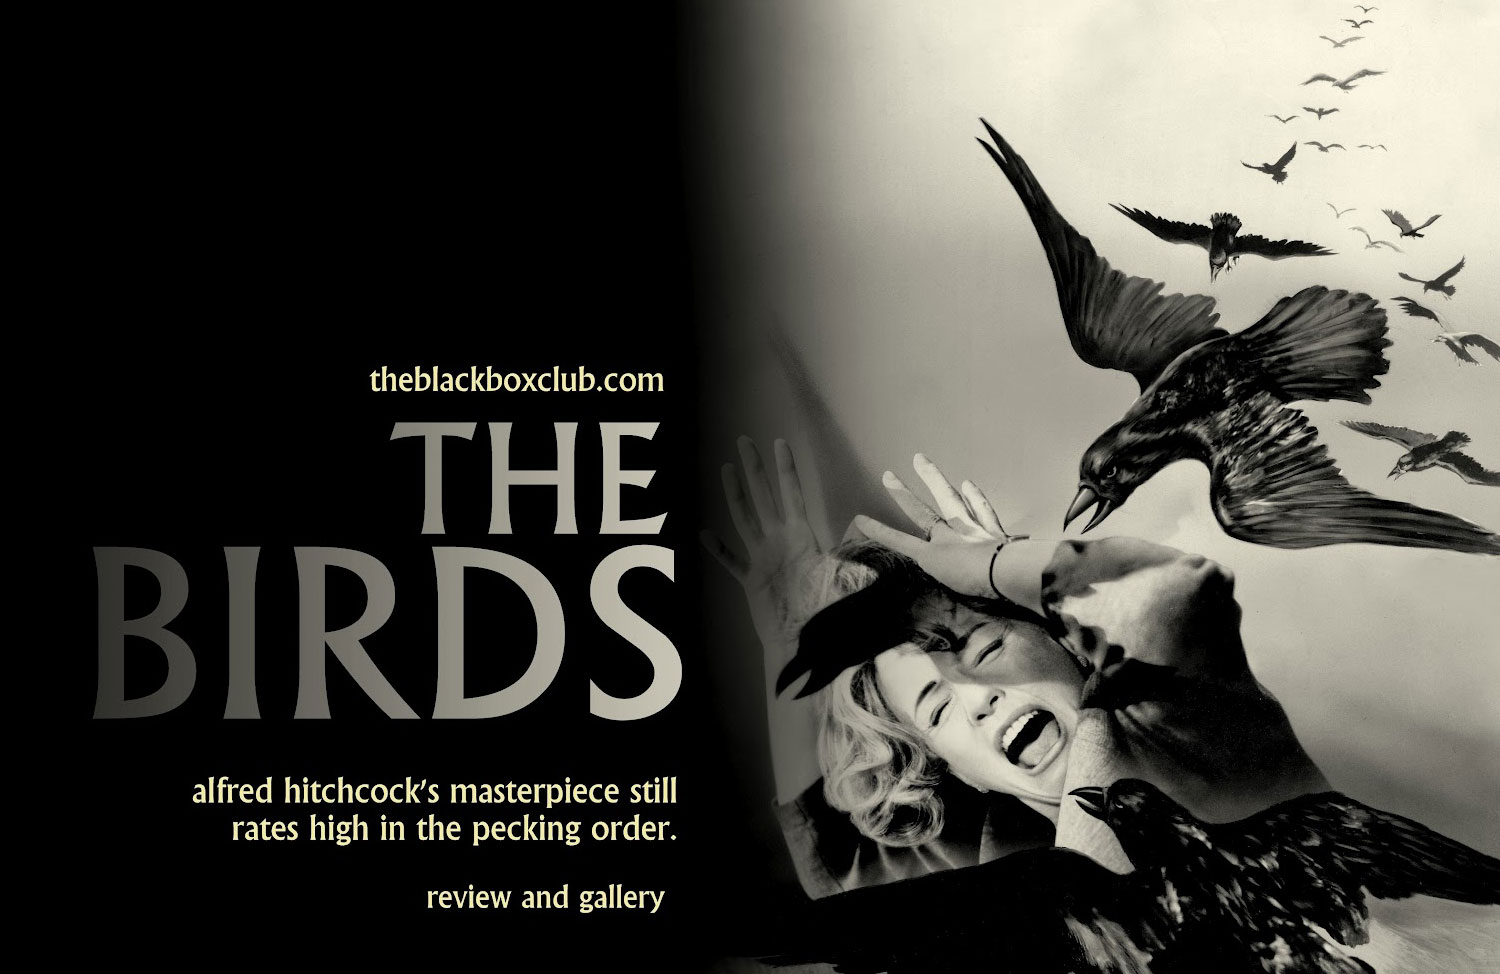 theblackboxclub.com
THE
BIRDS
alfred hitchcock's masterpiece still
rates high in the pecking order.
review and gallery